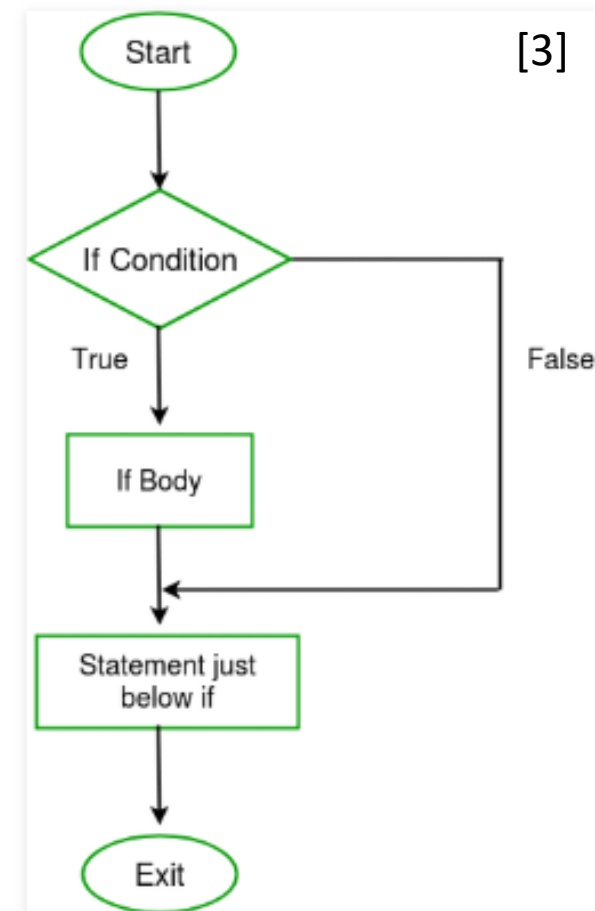 Start
[3]
If Condition
True
False
If Body
Statement just
below if
Exit